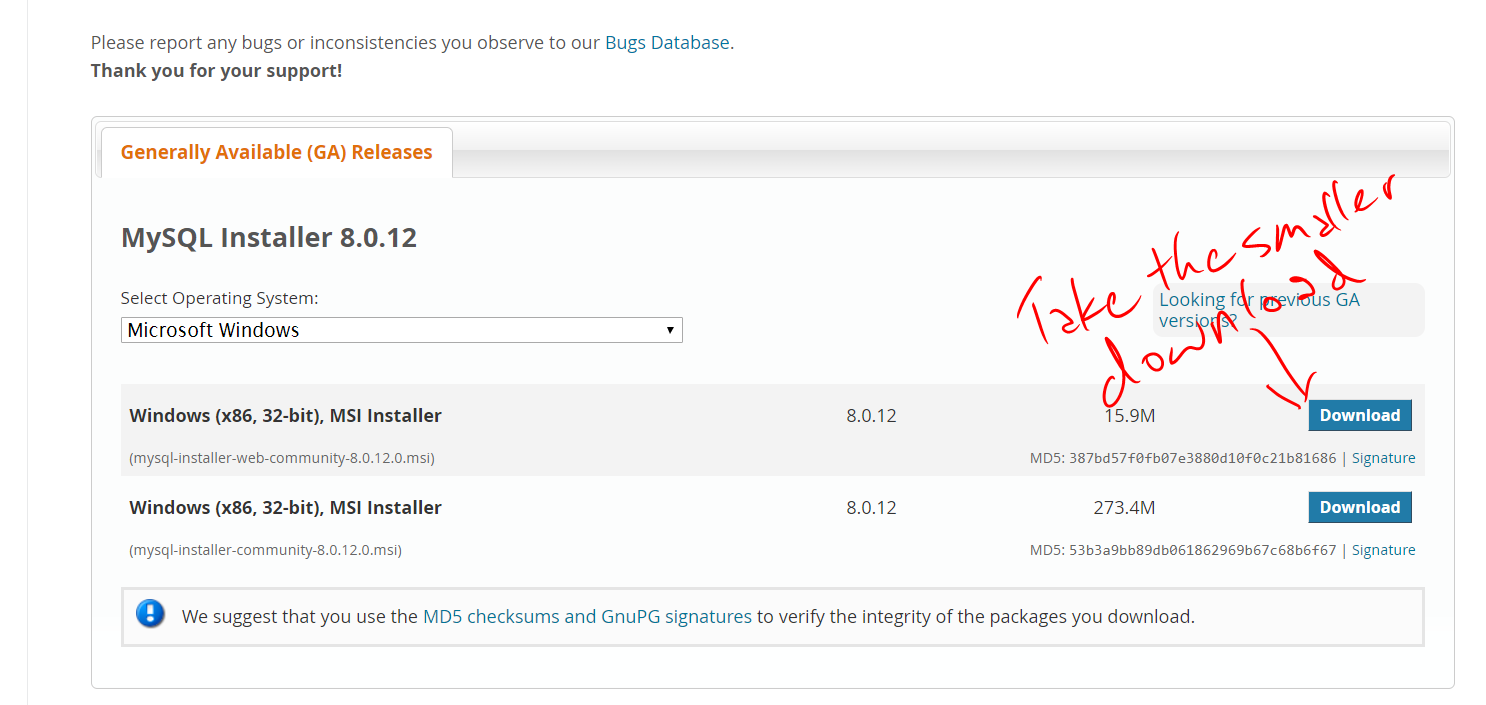 Please report any bugs or inconsistencies you observe to our Bugs Database.
Thank you for your support!
Generally Available (GA) Releases
MySQL Installer 8.0.12
Take the smaller
download
Select Operating System:
Looking for previous GA
versions?
Microsoft Windows
Windows (x86, 32-bit), MSI Installer 8.0.12 15.9M Download
(mysql-installer-web-community-8.0.12.0.msi) MD5: 387bd57f0fb07e3880d10f0c21b81686 | Signature
Windows (x86, 32-bit), MSI Installer 8.0.12 273.4M Download
(mysql-installer-community-8.0.12.0.msi) MD5: 53b3a9bb89db061862969b67c68b6f67 | Signature
We suggest that you use the MD5 checksums and GnuPG signatures to verify the integrity of the packages you download.